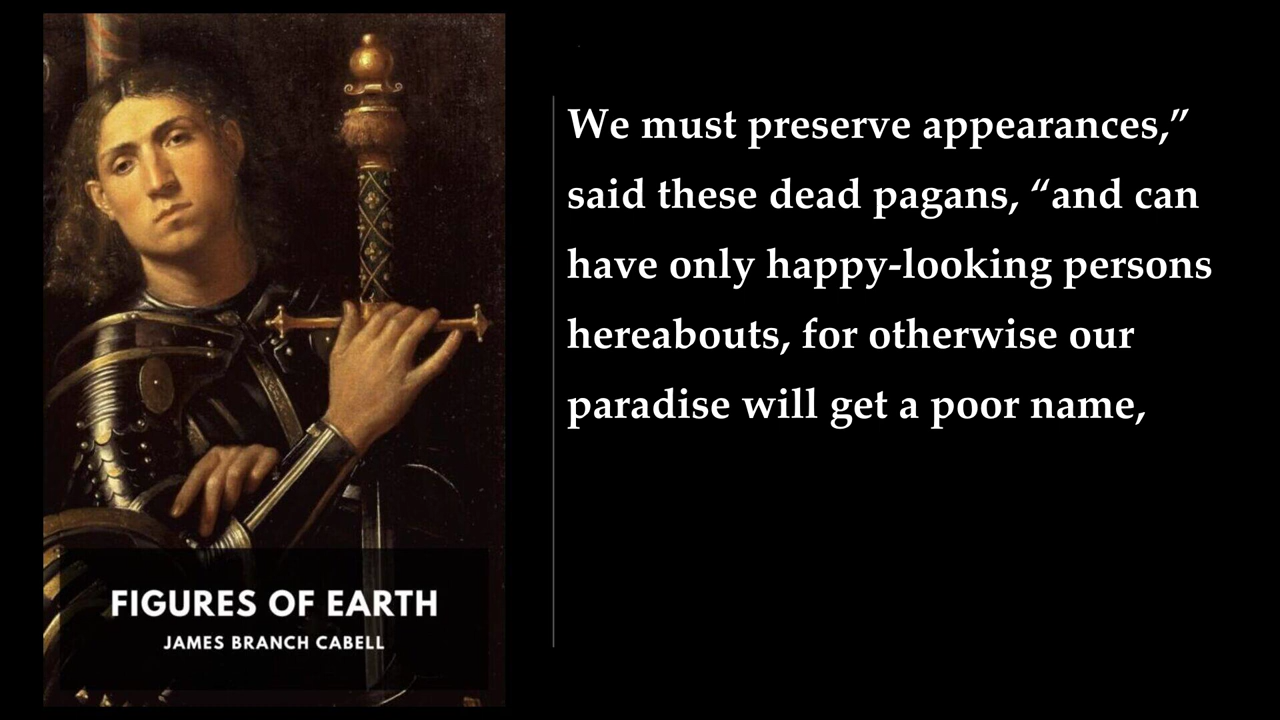 We must preserve appearances,”
said these dead pagans, “and can
have only happy-looking persons
hereabouts, for otherwise our
paradise will get a poor name,
FIGURES OF EARTH
JAMES BRANCH CABELL